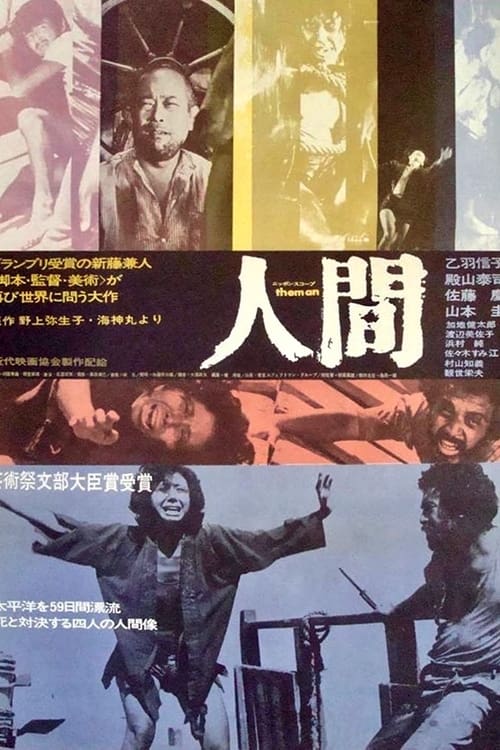 ランプリ受賞の新藤兼人
脚本・監督・美術〉が
再び世界に問う大作
原作 野上弥生子・海神丸より
近代映画協会製作配給
ニッポンスコープ
theman
人間
乙羽信子
殿山泰司
佐藤 慶
山本 圭
加地健太郎
渡辺美佐子
浜村 純
佐々木すみ江
村山知義
観世栄夫
芸術祭文部大臣賞受賞
太平洋を59日間漂流
死と対決する四人の人間像